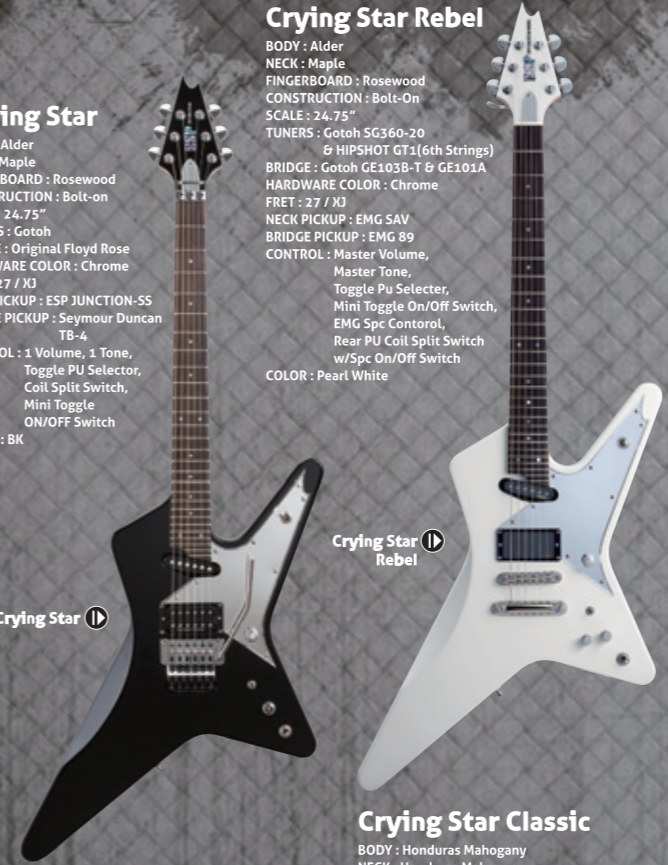 ing Star
Alder
Maple
BOARD : Rosewood
RUCTION : Bolt-on
24.75”
S : Gotoh
E : Original Floyd Rose
WARE COLOR : Chrome
27 / XJ
PICKUP : ESP JUNCTION-SS
E PICKUP : Seymour Duncan
TB-4
OL : 1 Volume, 1 Tone,
Toggle PU Selector,
Coil Split Switch,
Mini Toggle
ON/OFF Switch
: BK
Crying Star
Crying Star Rebel
BODY : Alder
NECK : Maple
FINGERBOARD : Rosewood
CONSTRUCTION : Bolt-On
SCALE : 24.75”
TUNERS : Gotoh SG360-20
& HIPSHOT GT1(6th Strings)
BRIDGE : Gotoh GE103B-T & GE101A
HARDWARE COLOR : Chrome
FRET : 27 / XJ
NECK PICKUP : EMG SAV
BRIDGE PICKUP : EMG 89
CONTROL : Master Volume,
Master Tone,
Toggle Pu Selecter,
Mini Toggle On/Off Switch,
EMG Spc Contorol,
Rear PU Coil Split Switch
w/Spc On/Off Switch
COLOR : Pearl White
Crying Star
Rebel
Crying Star Classic
BODY : Honduras Mahogany